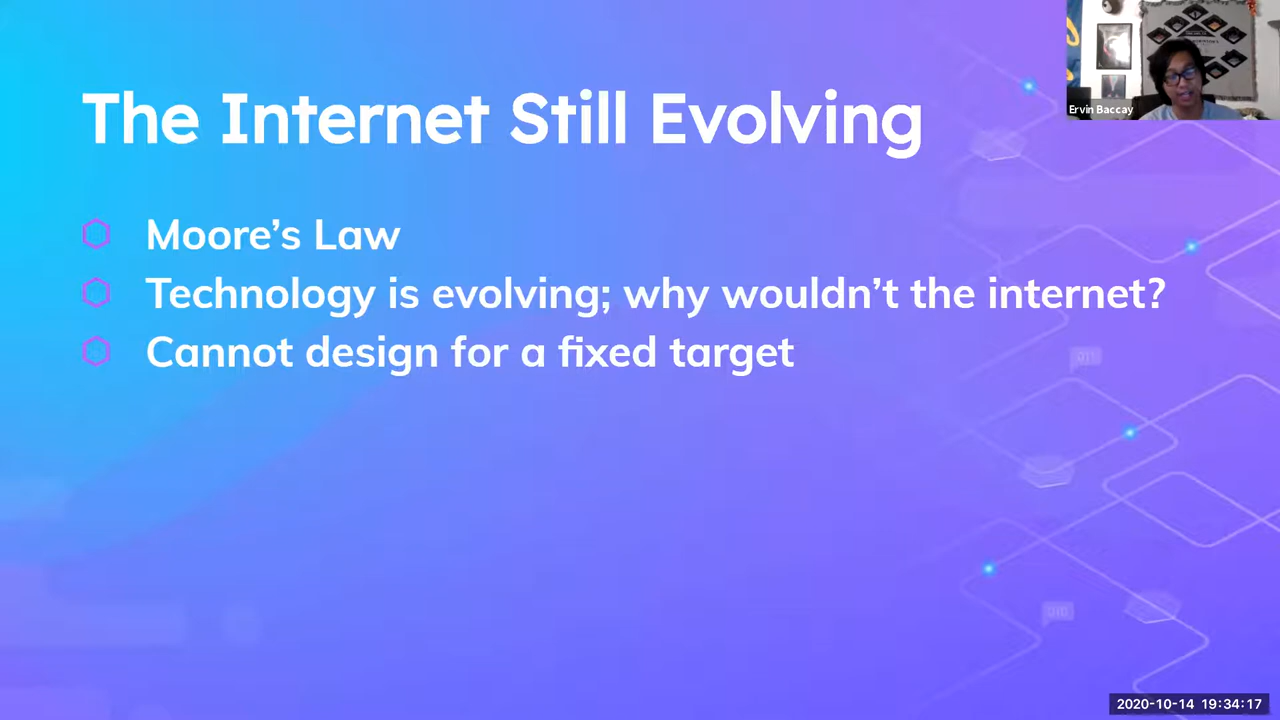 The Internet Still Evolving
Moore's Law
Technology is evolving; why wouldn't the internet?
Cannot design for a fixed target
Ervin Baccay
2020-10-14 19:34:17